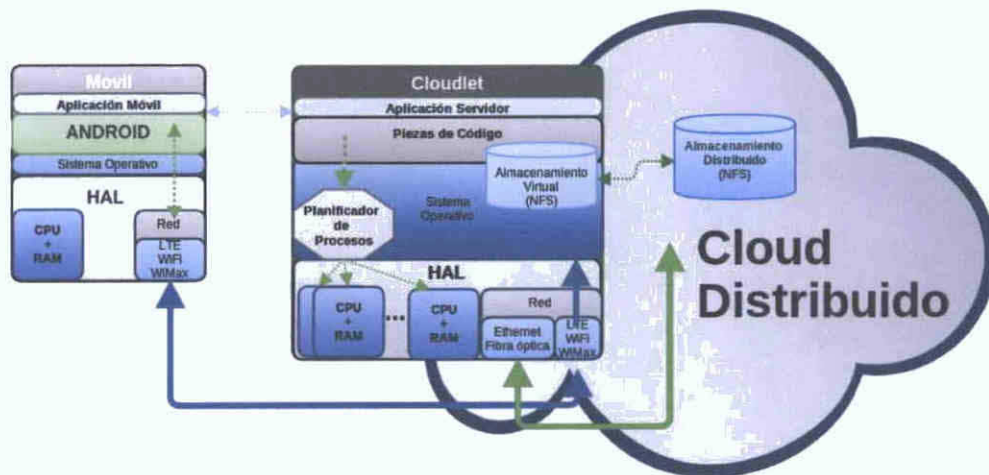 Movil
Aplicación Móvil
ANDROID
Sistema Operativo
HAL
CPU
+
RAM
Red
LTE
WiFi
WiMax
Cloudlet
Aplicación Servidor
Piezas de Código
Almacenamiento
Virtual
(NFS)
Sistema
Operativo
Planificador
de
Procesos
HAL
CPU
+
RAM
...
CPU
+
RAM
Red
Ethernet
Fibra óptica
LTE
WiFi
WiMax
Almacenamiento
Distribuido
(NFS)
Cloud
Distribuido